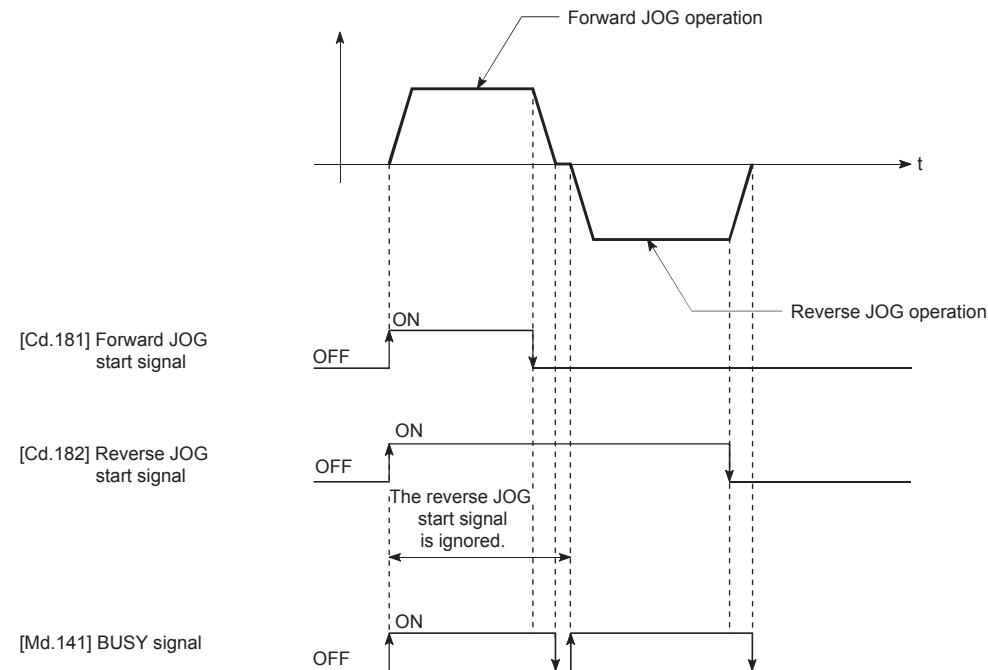 Forward JOG operation
t
Reverse JOG operation
[Cd.181] Forward JOG
start signal
ON
OFF
[Cd.182] Reverse JOG
start signal
ON
OFF
The reverse JOG
start signal
is ignored.
[Md.141] BUSY signal
ON
OFF